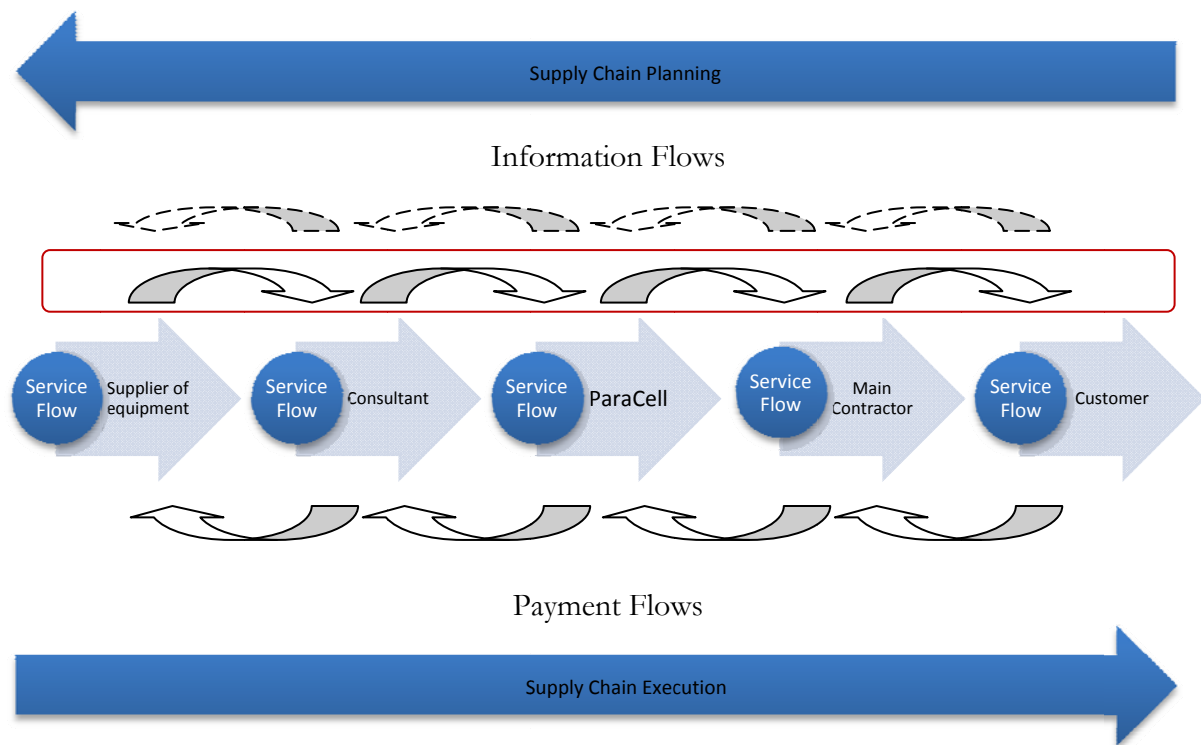 Supply Chain Planning
Information Flows
Service
Flow
Supplier of
equipment
Service
Flow
Consultant
Service
Flow
ParaCell
Service
Flow
Main
Contractor
Service
Flow
Customer
Payment Flows
Supply Chain Execution